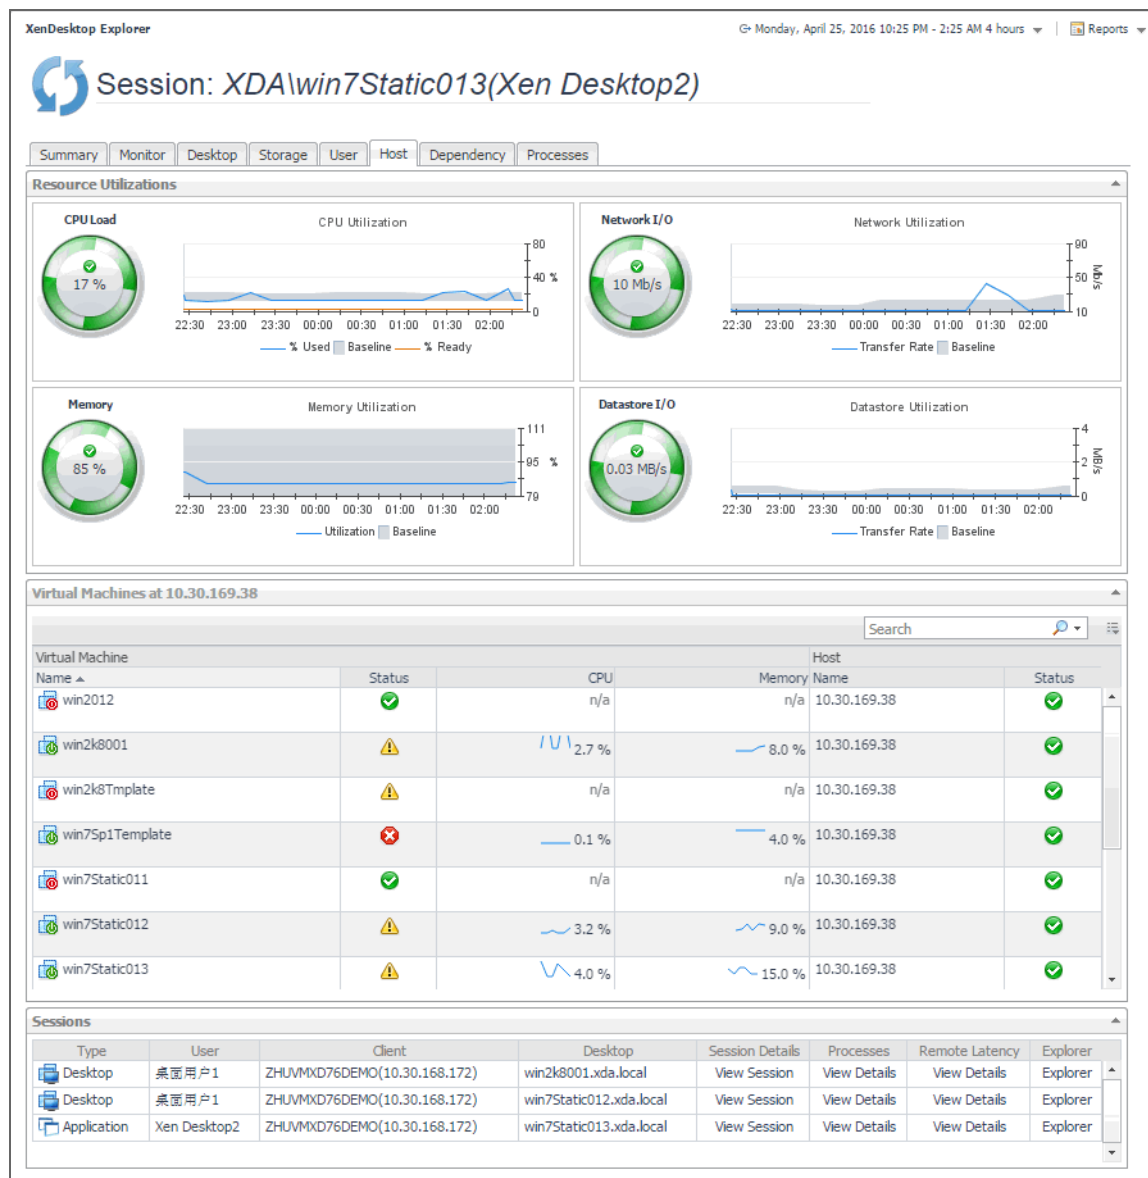 XenDesktop Explorer
Monday, April 25, 2016 10:25 PM - 2:25 AM 4 hours
Reports
Session: XDA\win7Static013(Xen Desktop2)
Summary Monitor Desktop Storage User Host Dependency Processes
Resource Utilizations
CPU Load
CPU Utilization
17 %
80
40 %
0
22:30 23:00 23:30 00:00 00:30 01:00 01:30 02:00
% Used Baseline % Ready
Network I/O
Network Utilization
10 Mb/s
90
50
10
Mb/s
22:30 23:00 23:30 00:00 00:30 01:00 01:30 02:00
Transfer Rate Baseline
Memory
Memory Utilization
85 %
111
95 %
79
22:30 23:00 23:30 00:00 00:30 01:00 01:30 02:00
Utilization Baseline
Datastore I/O
Datastore Utilization
0.03 MB/s
4
2
0
MB/s
22:30 23:00 23:30 00:00 00:30 01:00 01:30 02:00
Transfer Rate Baseline
Virtual Machines at 10.30.169.38
Search
Virtual Machine Host
Name Status CPU Memory Name Status
win2012 n/a n/a 10.30.169.38
win2k8001 2.7 % 8.0 % 10.30.169.38
win2k8Tmplate n/a n/a 10.30.169.38
win7Sp1Template 0.1 % 4.0 % 10.30.169.38
win7Static011 n/a n/a 10.30.169.38
win7Static012 3.2 % 9.0 % 10.30.169.38
win7Static013 4.0 % 15.0 % 10.30.169.38
Sessions
Type User Client Desktop Session Details Processes Remote Latency Explorer
Desktop 桌面用户1 ZHUVMXD76DEMO(10.30.168.172) win2k8001.xda.local View Session View Details View Details Explorer
Desktop 桌面用户1 ZHUVMXD76DEMO(10.30.168.172) win7Static012.xda.local View Session View Details View Details Explorer
Application Xen Desktop2 ZHUVMXD76DEMO(10.30.168.172) win7Static013.xda.local View Session View Details View Details Explorer